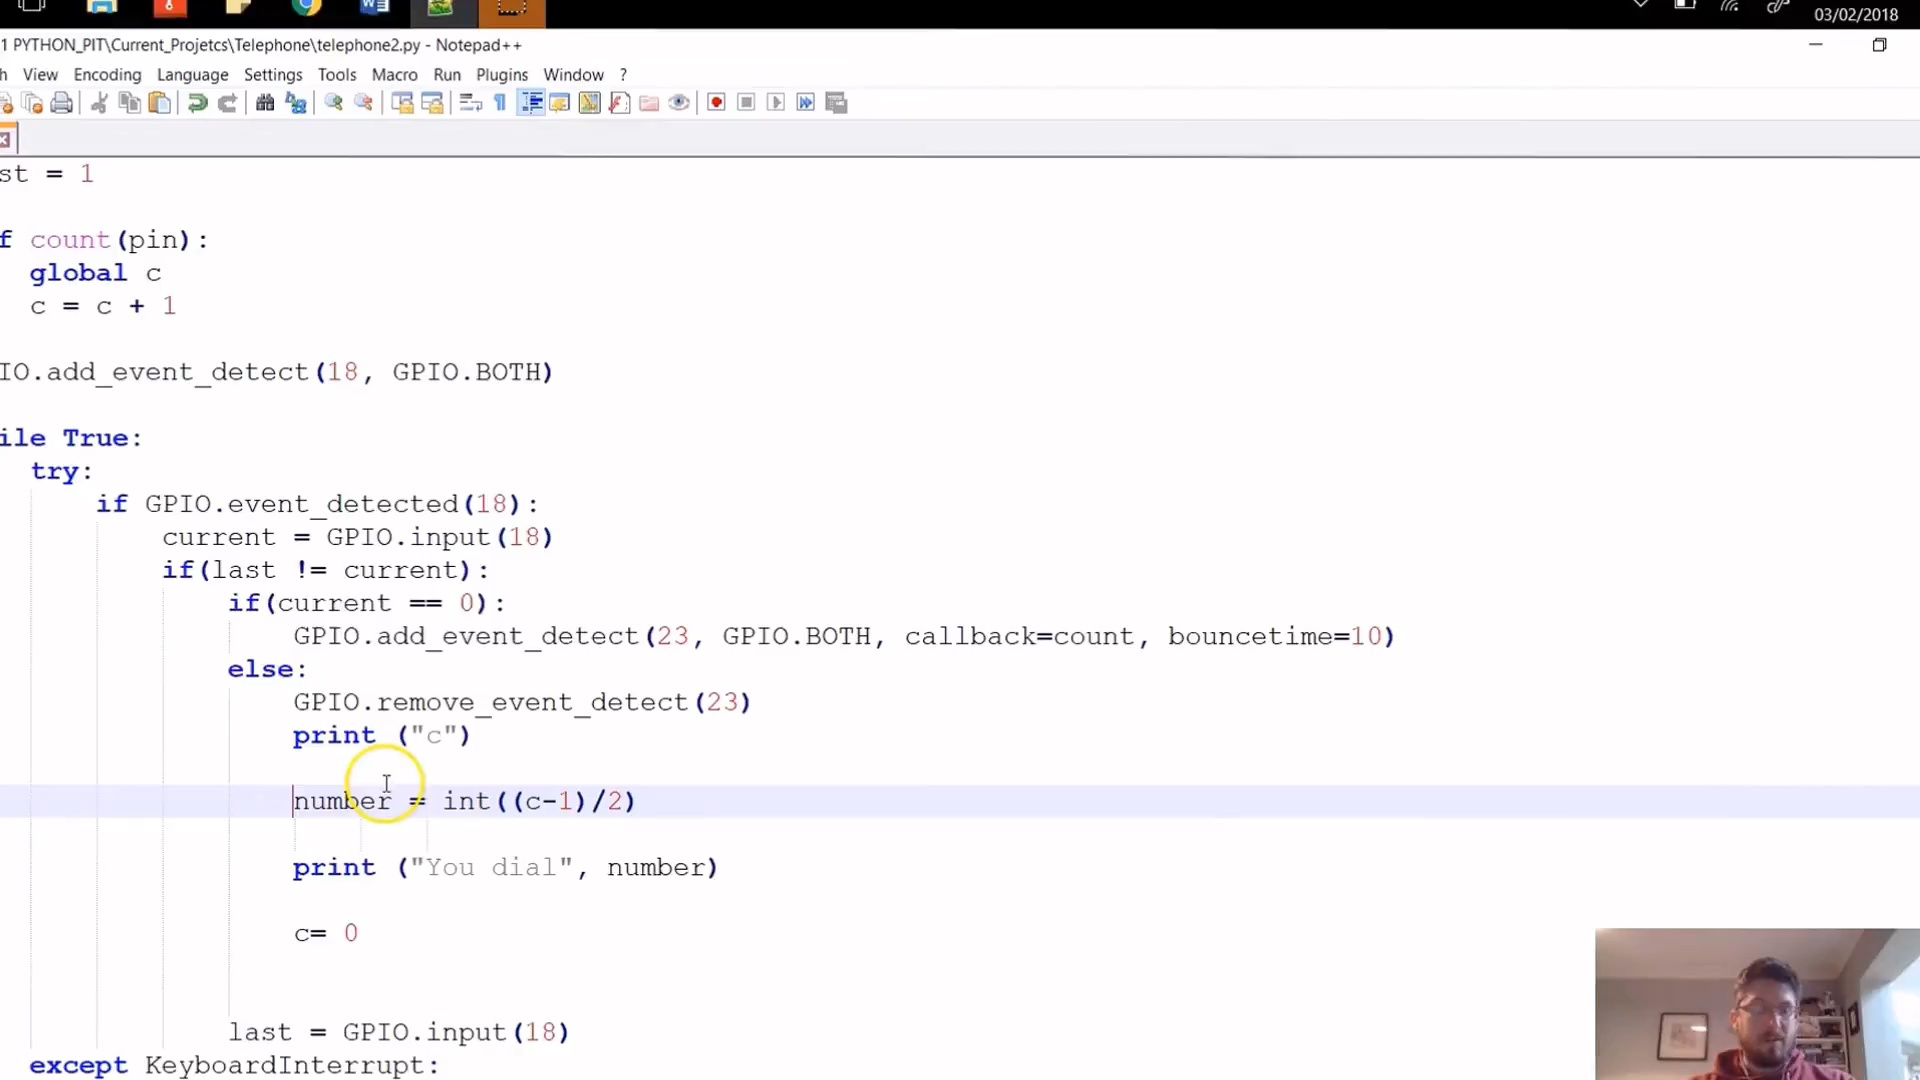 03/02/2018
1 PYTHON_PIT\Current_Projetcs\Telephone\telephone2.py - Notepad++
h View Encoding Language Settings Tools Macro Run Plugins Window ?
st = 1
f count(pin):
global c
c = c + 1
IO.add_event_detect(18, GPIO.BOTH)
ile True:
try:
if GPIO.event_detected(18):
current = GPIO.input(18)
if(last != current):
if(current == 0):
GPIO.add_event_detect(23, GPIO.BOTH, callback=count, bouncetime=10)
else:
GPIO.remove_event_detect(23)
print ("c")
number = int((c-1)/2)
print ("You dial", number)
c= 0
last = GPIO.input(18)
except KeyboardInterrupt: